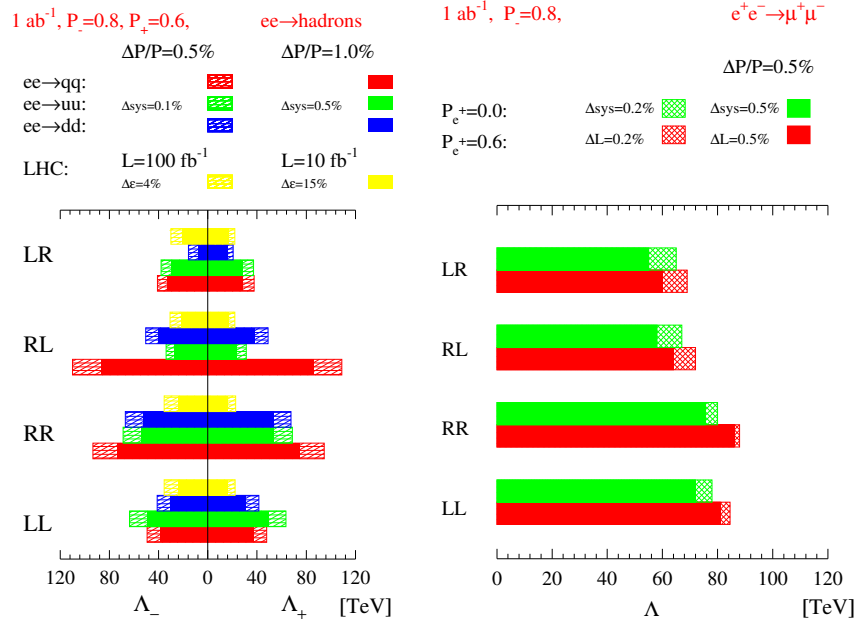 1 ab⁻¹, P₋=0.8, P₊=0.6, ee→hadrons
ΔP/P=0.5% ΔP/P=1.0%
ee→qq:
ee→uu: Δsys=0.1% Δsys=0.5%
ee→dd:
LHC: L=100 fb⁻¹ L=10 fb⁻¹
Δε=4% Δε=15%
LR
RL
RR
LL
120 80 40 0 40 80 120
Λ₋ Λ₊ [TeV]
1 ab⁻¹, P₋=0.8, e⁺e⁻→μ⁺μ⁻
ΔP/P=0.5%
Pₑ⁺=0.0: Δsys=0.2% Δsys=0.5%
Pₑ⁺=0.6: ΔL=0.2% ΔL=0.5%
LR
RL
RR
LL
0 20 40 60 80 100 120
Λ [TeV]